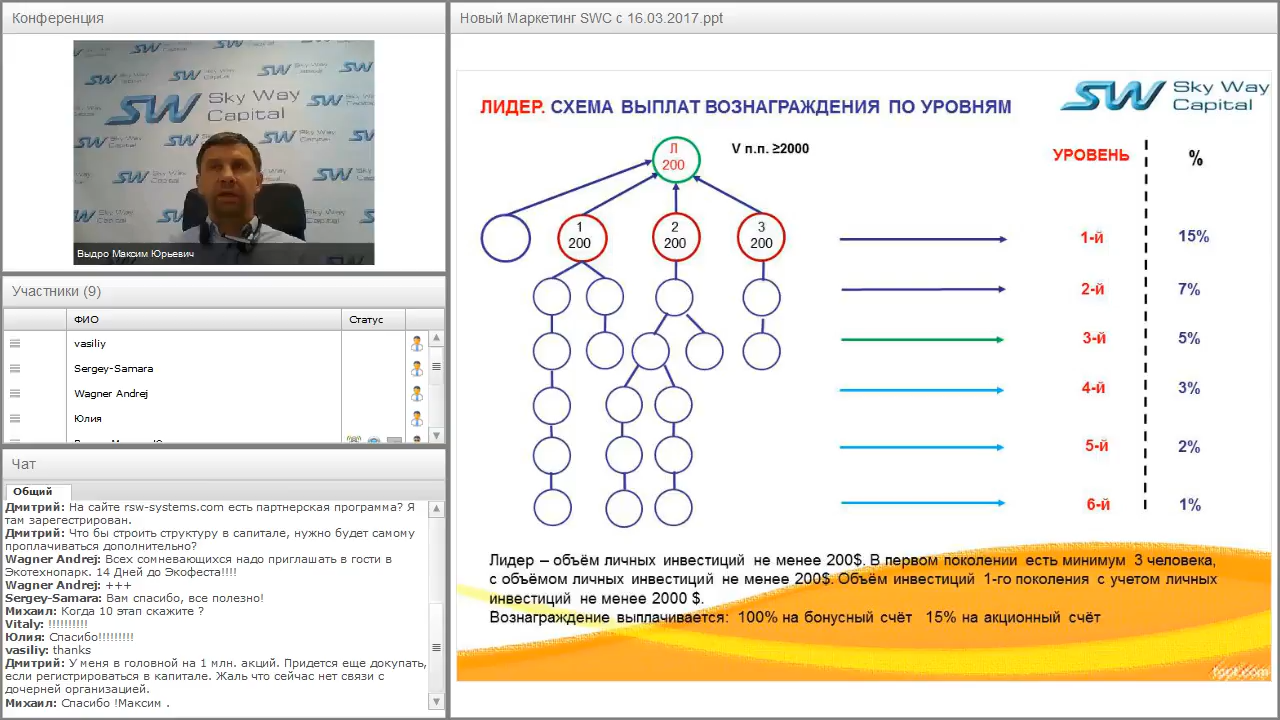 Конференция
SW Sky Way Capital
Выдро Максим Юрьевич
Участники (9)
ФИО
Статус
vasiliy
Sergey-Samara
Wagner Andrej
Юлия
Чат
Общий
Дмитрий: На сайте rsw-systems.com есть партнерская программа? Я
там зарегестрирован.
Дмитрий: Что бы строить структуру в сапитале, нужно будет самому
проплачиваться дополнительно?
Wagner Andrej: Всех сомневающихся надо приглашать в гости в
Экотехнопарк. 14 Дней до Экофеста!!!!
Wagner Andrej: +++
Sergey-Samara: Вам спасибо, все полезно!
Михаил: Когда 10 этап скажите ?
Vitaly: !!!!!!!!!!
Юлия: Спасибо!!!!!!!!!
vasiliy: thanks
Дмитрий: У меня в головной на 1 млн. акций. Придется еще докупать,
если регистрироваться в капитале. Жаль что сейчас нет связи с
дочерней организацией.
Михаил: Спасибо !Максим .
Новый Маркетинг SWC с 16.03.2017.ppt
ЛИДЕР. СХЕМА ВЫПЛАТ ВОЗНАГРАЖДЕНИЯ ПО УРОВНЯМ
SW Sky Way
Capital
Л
200
V п.п. ≥2000
УРОВЕНЬ %
1
200
2
200
3
200
1-й 15%
2-й 7%
3-й 5%
4-й 3%
5-й 2%
6-й 1%
Лидер – объём личных инвестиций не менее 200$. В первом поколении есть минимум 3 человека,
с объёмом личных инвестиций не менее 200$. Объём инвестиций 1-го поколения с учетом личных
инвестиций не менее 2000 $.
Вознаграждение выплачивается: 100% на бонусный счёт 15% на акционный счёт
fppt.com